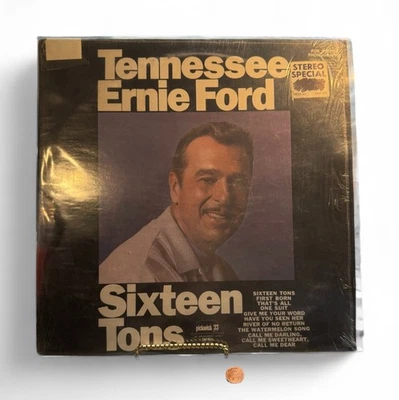 Tennessee
Ernie Ford
STEREO
SPECIAL
Sixteen
Tons
pickwick 33
SIXTEEN TONS
FIRST BORN
THAT'S ALL
ONE SUIT
GIVE ME YOUR WORD
HAVE YOU SEEN HER
RIVER OF NO RETURN
THE WATERMELON SONG
CALL ME DARLING,
CALL ME SWEETHEART,
CALL ME DEAR